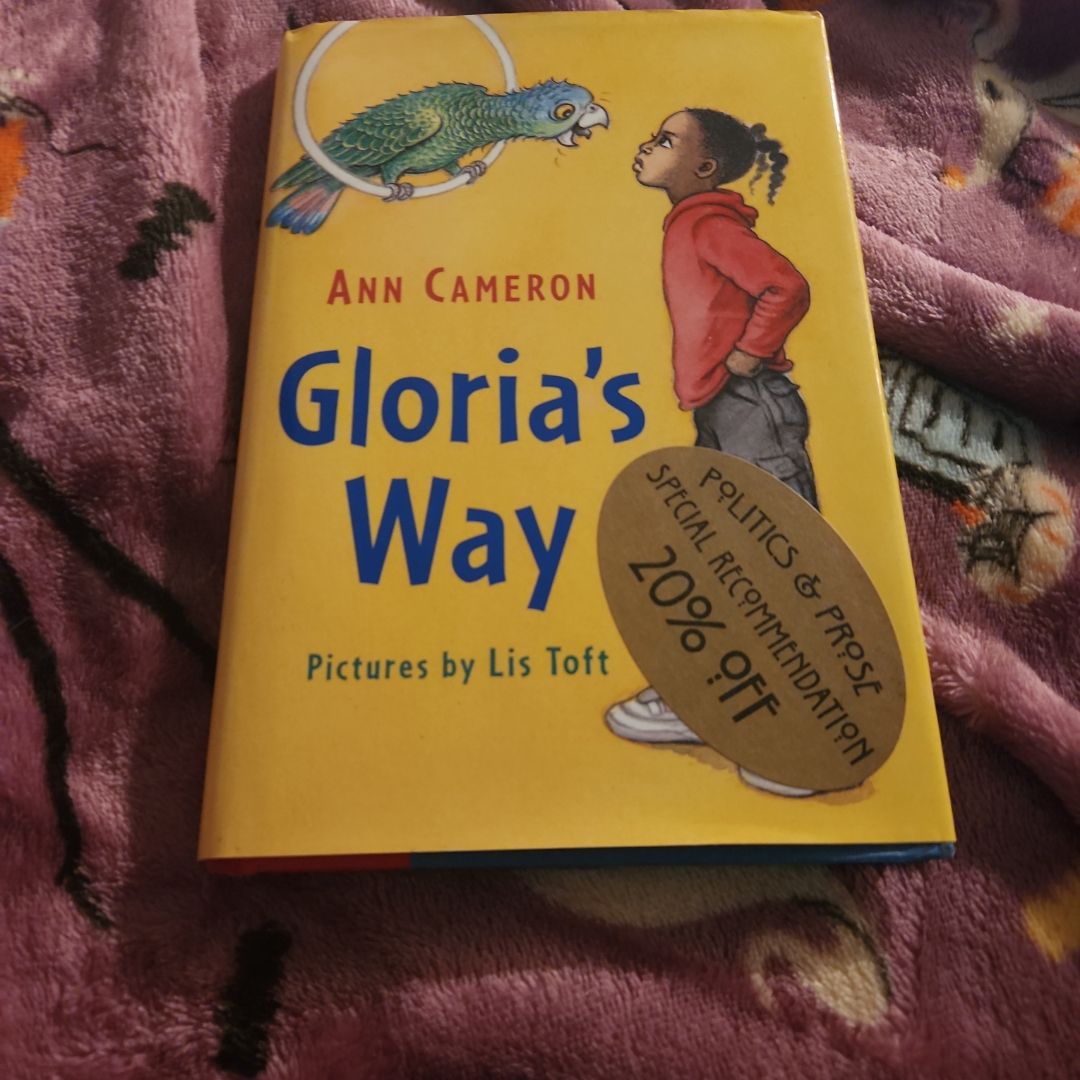 ANN CAMERON
Gloria's
Way
Pictures by Lis Toft
POLITICS & PROSE
SPECIAL RECOMMENDATION
20% OFF